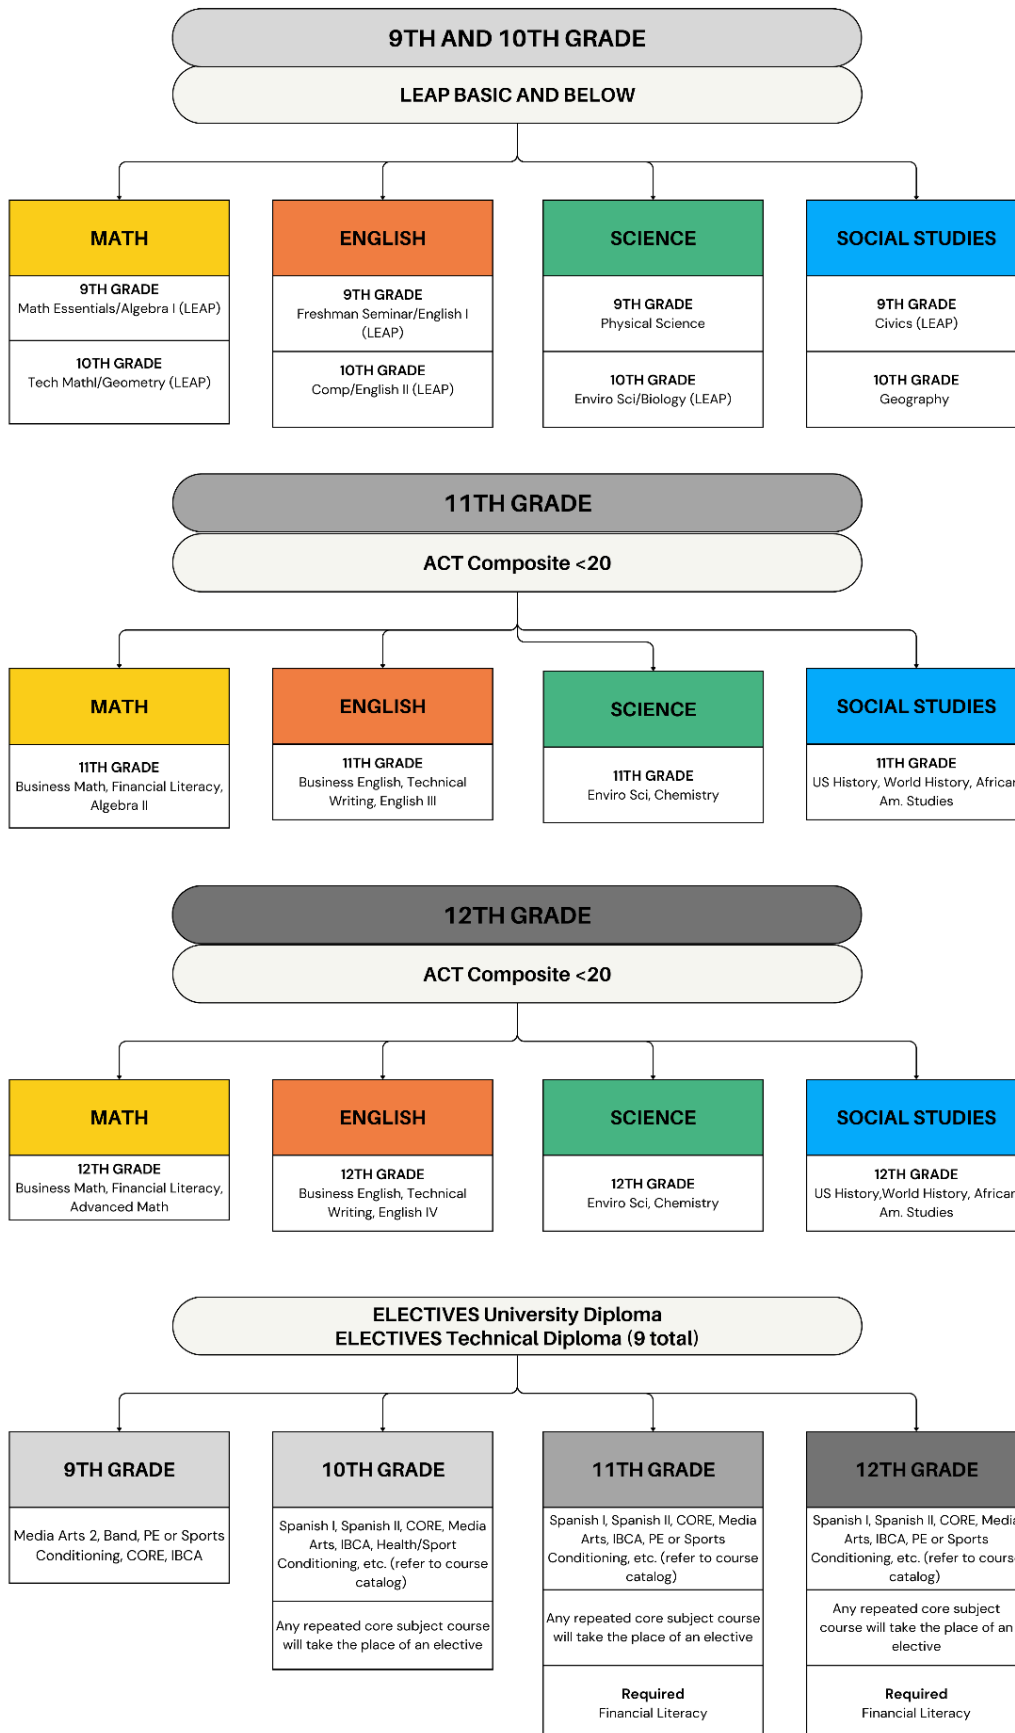 9TH AND 10TH GRADE
LEAP BASIC AND BELOW
MATH
9TH GRADE
Math Essentials/Algebra I (LEAP)
10TH GRADE
Tech MathI/Geometry (LEAP)
ENGLISH
9TH GRADE
Freshman Seminar/English I
(LEAP)
10TH GRADE
Comp/English II (LEAP)
SCIENCE
9TH GRADE
Physical Science
10TH GRADE
Enviro Sci/Biology (LEAP)
SOCIAL STUDIES
9TH GRADE
Civics (LEAP)
10TH GRADE
Geography
11TH GRADE
ACT Composite <20
MATH
11TH GRADE
Business Math, Financial Literacy,
Algebra II
ENGLISH
11TH GRADE
Business English, Technical
Writing, English III
SCIENCE
11TH GRADE
Enviro Sci, Chemistry
SOCIAL STUDIES
11TH GRADE
US History, World History, African
Am. Studies
12TH GRADE
ACT Composite <20
MATH
12TH GRADE
Business Math, Financial Literacy,
Advanced Math
ENGLISH
12TH GRADE
Business English, Technical
Writing, English IV
SCIENCE
12TH GRADE
Enviro Sci, Chemistry
SOCIAL STUDIES
12TH GRADE
US History,World History, African
Am. Studies
ELECTIVES University Diploma
ELECTIVES Technical Diploma (9 total)
9TH GRADE
Media Arts 2, Band, PE or Sports
Conditioning, CORE, IBCA
10TH GRADE
Spanish I, Spanish II, CORE, Media
Arts, IBCA, Health/Sport
Conditioning, etc. (refer to course
catalog)
Any repeated core subject course
will take the place of an elective
11TH GRADE
Spanish I, Spanish II, CORE, Media
Arts, IBCA, PE or Sports
Conditioning, etc. (refer to course
catalog)
Any repeated core subject course
will take the place of an elective
Required
Financial Literacy
12TH GRADE
Spanish I, Spanish II, CORE, Media
Arts, IBCA, PE or Sports
Conditioning, etc. (refer to course
catalog)
Any repeated core subject
course will take the place of an
elective
Required
Financial Literacy